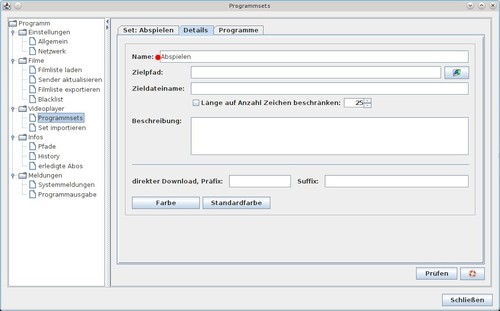 Programmsets
Programm
Einstellungen
Allgemein
Netzwerk
Filme
Filmliste laden
Sender aktualisieren
Filmliste exportieren
Blacklist
Videoplayer
Programmsets
Set importieren
Infos
Pfade
History
erledigte Abos
Meldungen
Systemmeldungen
Programmausgabe
Set: Abspielen Details Programme
Name: Abspielen
Zielpfad:
Zieldateiname:
Länge auf Anzahl Zeichen beschränken: 25
Beschreibung:
direkter Download, Präfix: Suffix:
Farbe Standardfarbe
Prüfen
Schließen